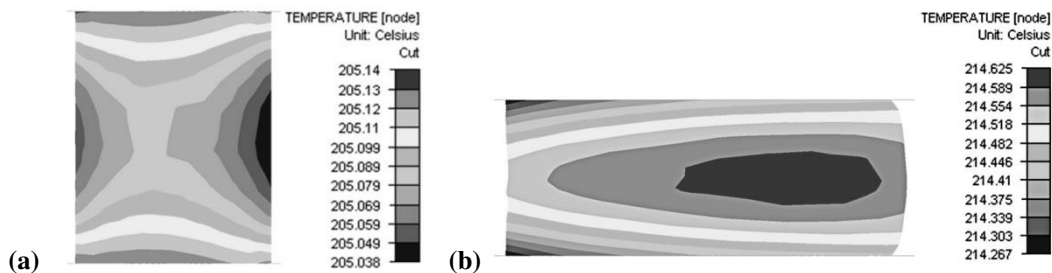 TEMPERATURE [node]
Unit: Celsius
Cut
205.14
205.13
205.12
205.11
205.099
205.089
205.079
205.069
205.059
205.049
205.038
(a)
TEMPERATURE [node]
Unit: Celsius
Cut
214.625
214.589
214.554
214.518
214.482
214.446
214.41
214.375
214.339
214.303
214.267
(b)